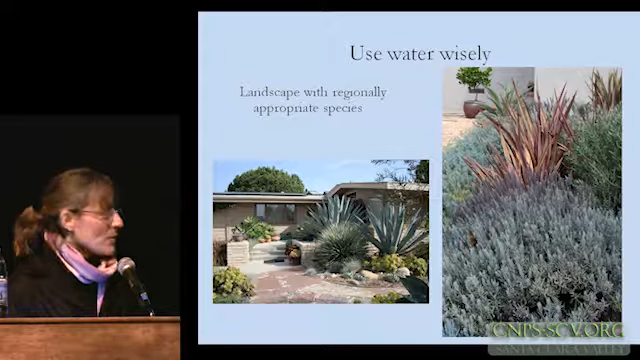 Use water wisely
Landscape with regionally
appropriate species
CNPS-SCV.ORG
SANTA CLARA VALLEY